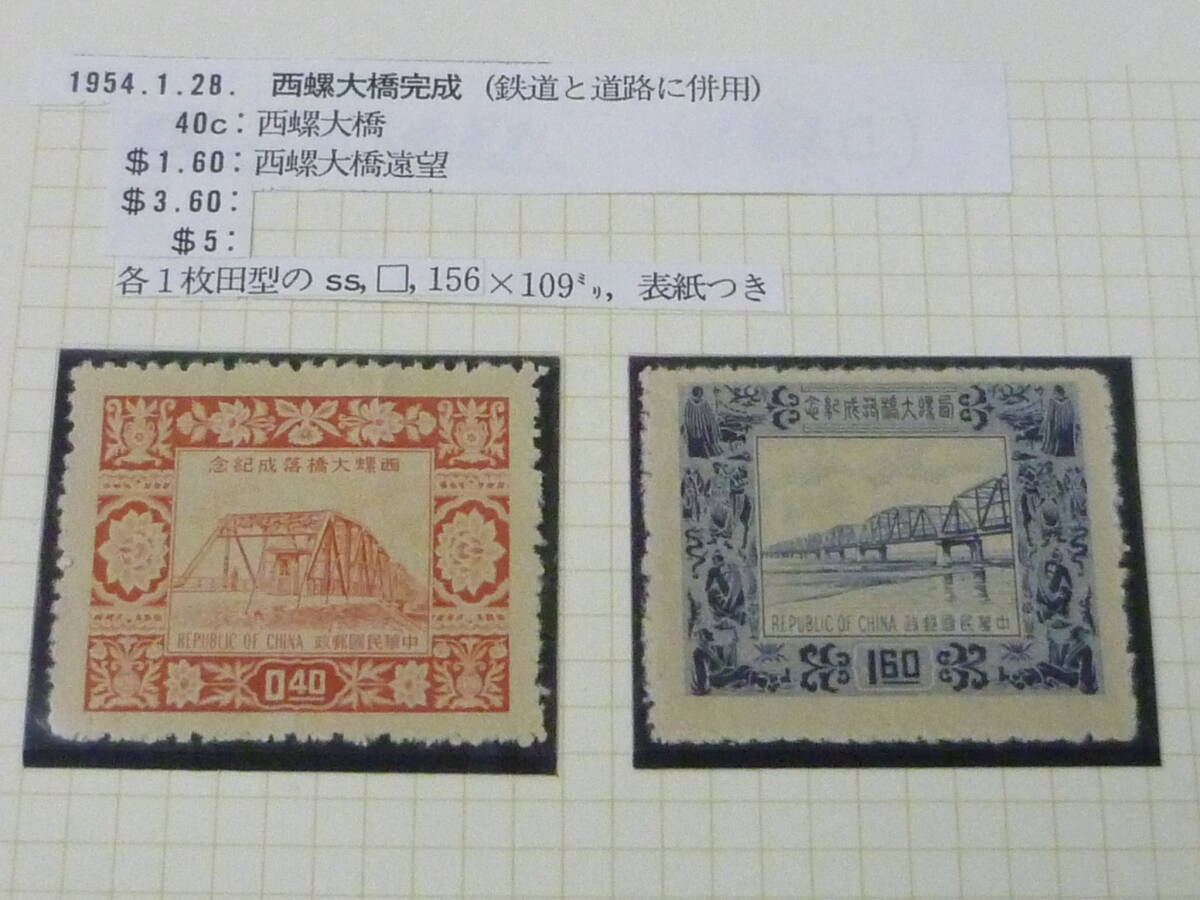 1954.1.28. 西螺大橋完成 (鉄道と道路に併用)
40c: 西螺大橋
$1.60: 西螺大橋遠望
$3.60:
$5:
各1枚田型の ss, □, 156×109㍉, 表紙つき
念紀成落橋大螺西
REPUBLIC OF CHINA 政郵國民華中
0.40
念紀成落橋大螺西
REPUBLIC OF CHINA 政郵國民華中
1.60